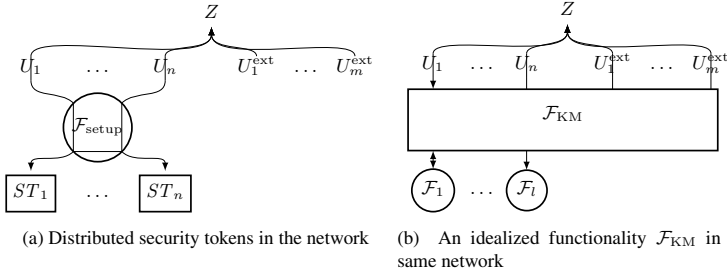 Z
U₁ … Uₙ U₁ᵉˣᵗ … Uₘᵉˣᵗ
𝓕setup
ST₁ … STₙ
(a) Distributed security tokens in the network
Z
U₁ … Uₙ U₁ᵉˣᵗ … Uₘᵉˣᵗ
𝓕KM
𝓕₁ … 𝓕ₗ
(b) An idealized functionality 𝓕KM in
same network